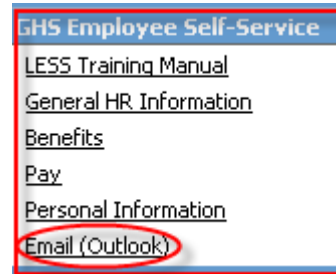 GHS Employee Self-Service
LESS Training Manual
General HR Information
Benefits
Pay
Personal Information
Email (Outlook)